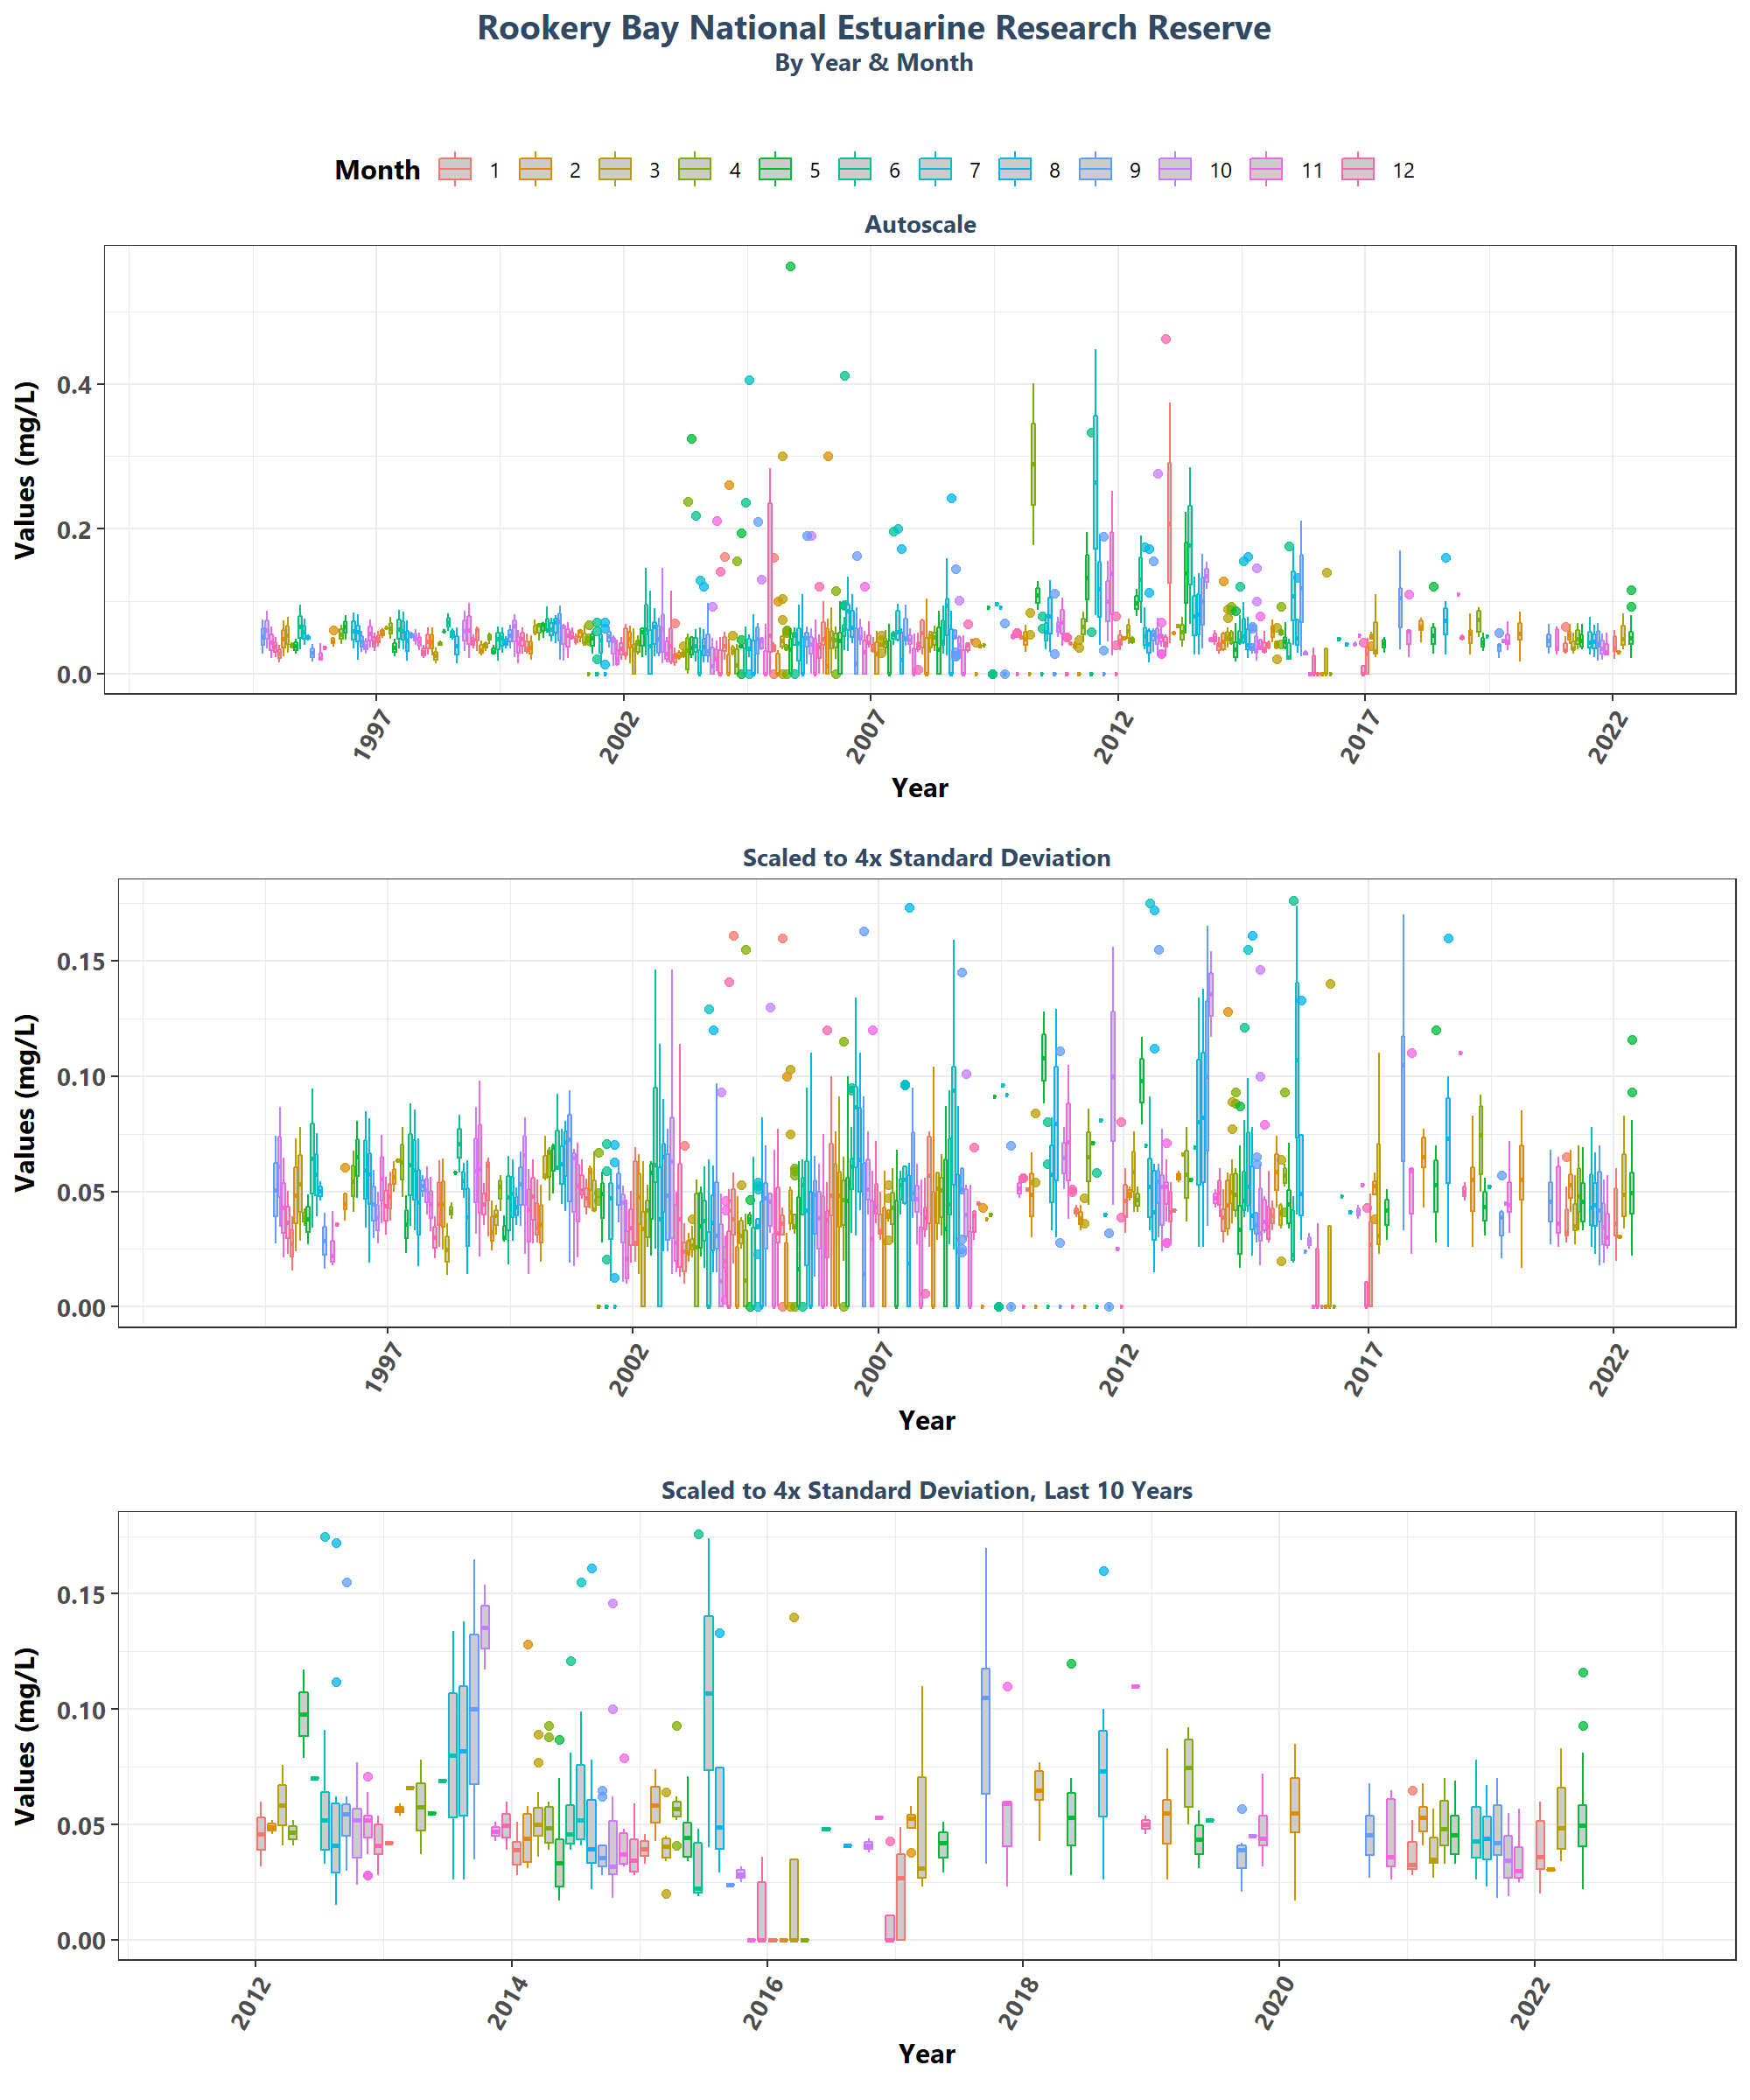 Rookery Bay National Estuarine Research Reserve
By Year & Month
Month 1 2 3 4 5 6 7 8 9 10 11 12
Autoscale
Values (mg/L)
0.4
0.2
0.0
1997 2002 2007 2012 2017 2022
Year
Scaled to 4x Standard Deviation
Values (mg/L)
0.15
0.10
0.05
0.00
1997 2002 2007 2012 2017 2022
Year
Scaled to 4x Standard Deviation, Last 10 Years
Values (mg/L)
0.15
0.10
0.05
0.00
2012 2014 2016 2018 2020 2022
Year